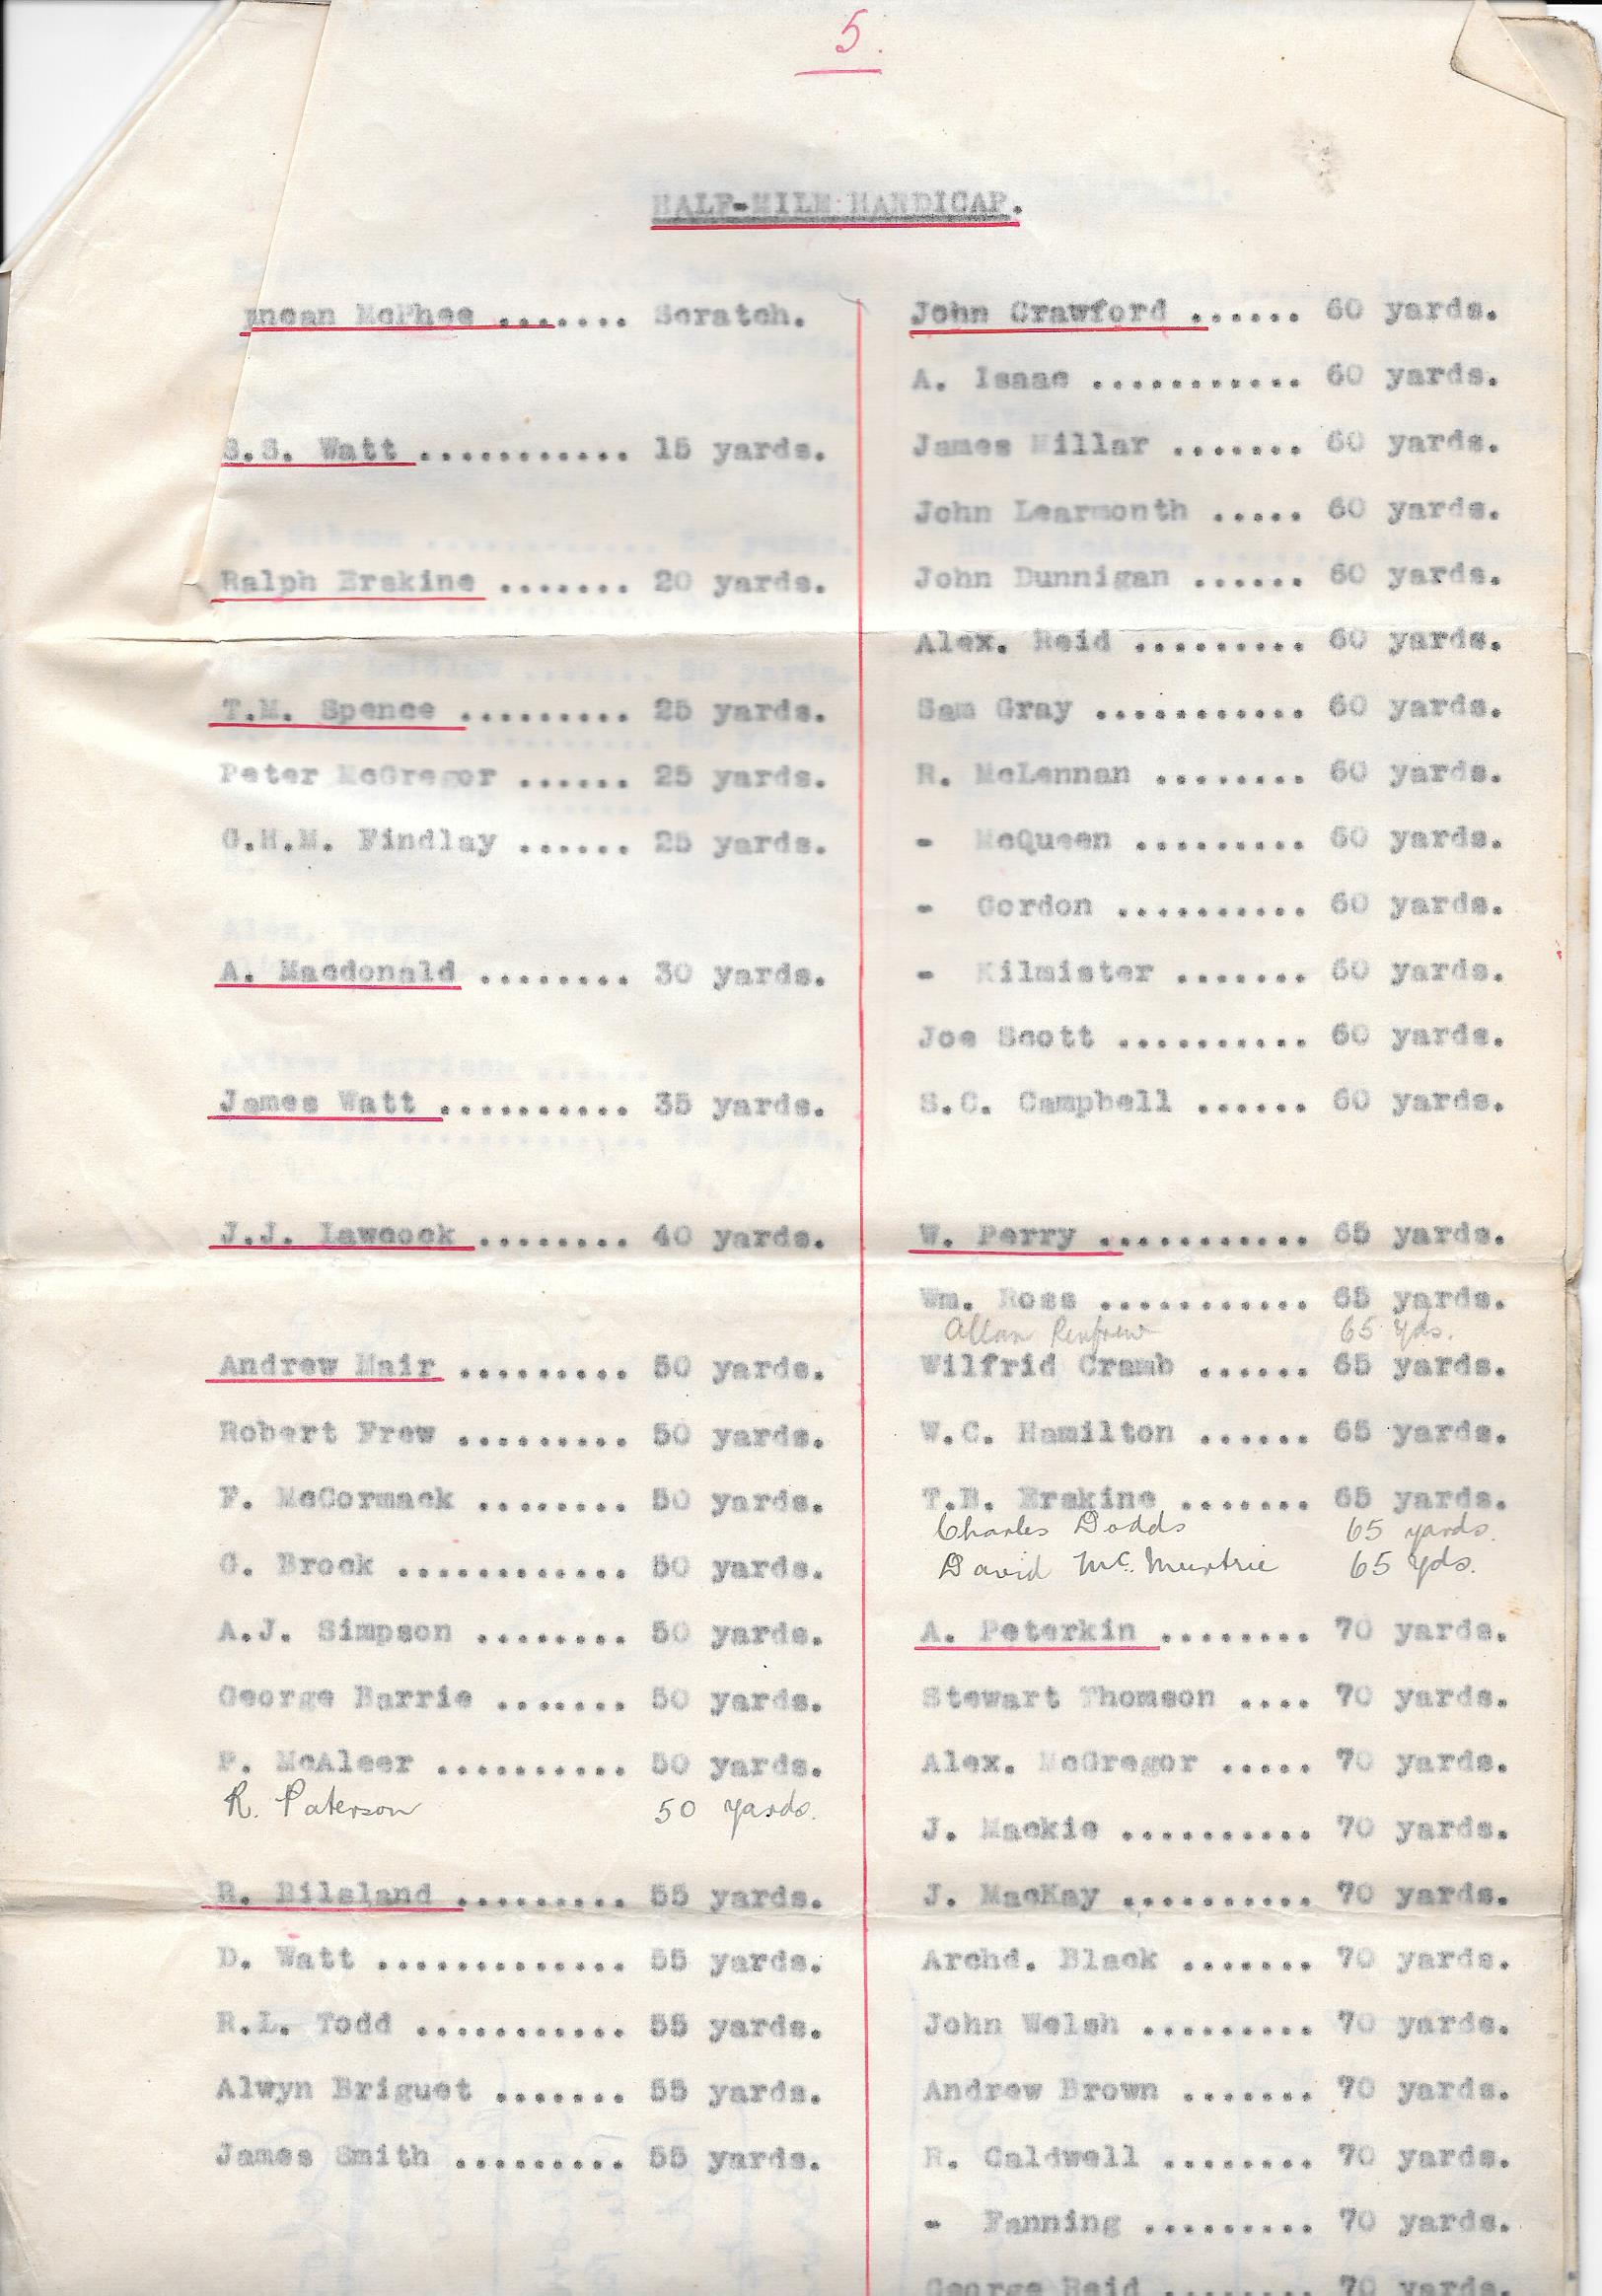 5.
HALF-MILE HANDICAP.
uncan McPhee ....... Scratch.
S.S. Watt ........... 15 yards.
Ralph Erskine ....... 20 yards.
T.M. Spence ......... 25 yards.
Peter McGregor ...... 25 yards.
G.H.M. Findlay ...... 25 yards.
A. Macdonald ........ 30 yards.
James Watt .......... 35 yards.
J.J. Lawcock ........ 40 yards.
Andrew Mair ......... 50 yards.
Robert Frew ......... 50 yards.
F. McCormack ........ 50 yards.
G. Brock ............ 50 yards.
A.J. Simpson ........ 50 yards.
George Barrie ....... 50 yards.
P. McAleer .......... 50 yards.
R. Paterson 50 yards.
R. Bilsland ......... 55 yards.
D. Watt ............. 55 yards.
R.L. Todd ........... 55 yards.
Alwyn Briguet ....... 55 yards.
James Smith ......... 55 yards.
John Crawford ...... 60 yards.
A. Isaac ........... 60 yards.
James Millar ....... 60 yards.
John Learmonth ..... 60 yards.
John Dunnigan ...... 60 yards.
Alex. Reid ......... 60 yards.
Sam Gray ........... 60 yards.
R. McLennan ........ 60 yards.
- McQueen ......... 60 yards.
- Gordon .......... 60 yards.
- Kilmister ....... 60 yards.
Joe Scott .......... 60 yards.
S.C. Campbell ...... 60 yards.
W. Perry ........... 65 yards.
Wm. Ross ........... 65 yards.
Allan Renfrew 65 yds.
Wilfrid Cramb ...... 65 yards.
W.C. Hamilton ...... 65 yards.
T.B. Erskine ....... 65 yards.
Charles Dodds 65 yards.
David McMurtrie 65 yds.
A. Peterkin ........ 70 yards.
Stewart Thomson .... 70 yards.
Alex. McGregor ..... 70 yards.
J. Mackie .......... 70 yards.
J. MacKay .......... 70 yards.
Archd. Black ....... 70 yards.
John Welsh ......... 70 yards.
Andrew Brown ....... 70 yards.
R. Caldwell ........ 70 yards.
- Fanning ......... 70 yards.
George Reid ........ 70 yards.